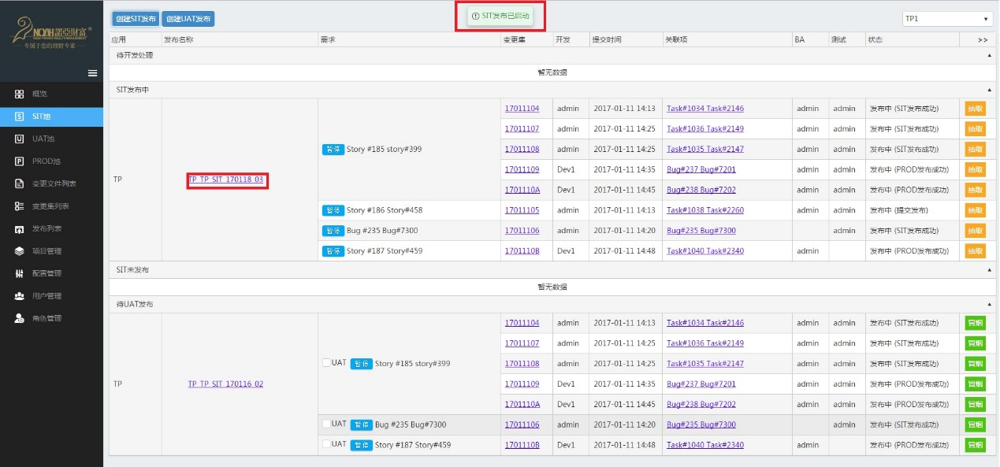 NOAH 諾亞財富®
NOAH PRIVATE WEALTH MANAGEMENT
专属于您的理财专家
概览
SIT池
UAT池
PROD池
变更文件列表
变更集列表
发布列表
项目管理
配置管理
用户管理
角色管理
创建SIT发布 创建UAT发布 SIT发布已启动 TP1
应用 发布名称 需求 变更集 开发 提交时间 关联项 BA 测试 状态 >>
待开发处理
暂无数据
SIT发布中
17011104 admin 2017-01-11 14:13 Task#1034 Task#2146 admin admin 发布中 (SIT发布成功) 抽取
17011107 admin 2017-01-11 14:25 Task#1036 Task#2149 admin admin 发布中 (SIT发布成功) 抽取
暂停 Story #185 story#399 17011108 admin 2017-01-11 14:25 Task#1035 Task#2147 admin admin 发布中 (SIT发布成功) 抽取
17011109 Dev1 2017-01-11 14:35 Bug#237 Bug#7201 admin admin 发布中 (PROD发布成功) 抽取
TP TP_TP_SIT_170118_03
1701110A Dev1 2017-01-11 14:45 Bug#238 Bug#7202 admin admin 发布中 (PROD发布成功) 抽取
暂停 Story #186 Story#458 17011105 admin 2017-01-11 14:13 Task#1038 Task#2260 admin admin 发布中 (提交发布) 抽取
暂停 Bug #235 Bug#7300 17011106 admin 2017-01-11 14:20 Bug#235 Bug#7300 admin 发布中 (SIT发布成功) 抽取
暂停 Story #187 Story#459 1701110B Dev1 2017-01-11 14:48 Task#1040 Task#2340 admin 发布中 (PROD发布成功) 抽取
SIT未发布
暂无数据
待UAT发布
17011104 admin 2017-01-11 14:13 Task#1034 Task#2146 admin admin 发布中 (SIT发布成功) 冒烟
17011107 admin 2017-01-11 14:25 Task#1036 Task#2149 admin admin 发布中 (SIT发布成功) 冒烟
UAT 暂停 Story #185 story#399 17011108 admin 2017-01-11 14:25 Task#1035 Task#2147 admin admin 发布中 (SIT发布成功) 冒烟
TP TP_TP_SIT_170116_02 17011109 Dev1 2017-01-11 14:35 Bug#237 Bug#7201 admin admin 发布中 (PROD发布成功) 冒烟
1701110A Dev1 2017-01-11 14:45 Bug#238 Bug#7202 admin admin 发布中 (PROD发布成功) 冒烟
UAT 暂停 Bug #235 Bug#7300 17011106 admin 2017-01-11 14:20 Bug#235 Bug#7300 admin 发布中 (SIT发布成功) 冒烟
UAT 暂停 Story #187 Story#459 1701110B Dev1 2017-01-11 14:48 Task#1040 Task#2340 admin 发布中 (PROD发布成功) 冒烟